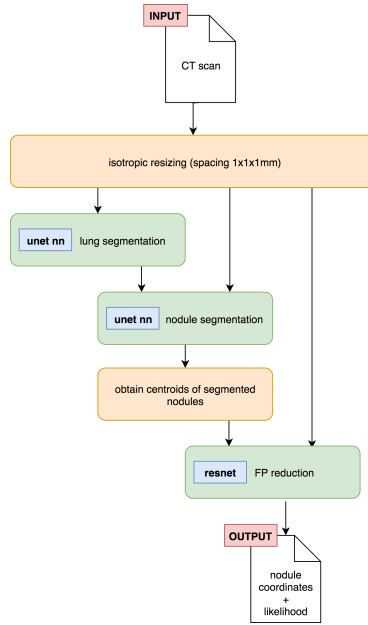 INPUT
CT scan
isotropic resizing (spacing 1x1x1mm)
unet nn lung segmentation
unet nn nodule segmentation
obtain centroids of segmented
nodules
resnet FP reduction
OUTPUT
nodule
coordinates
+
likelihood